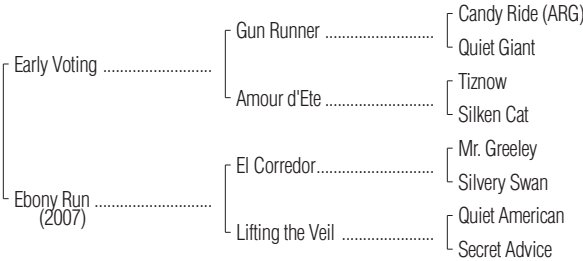 Candy Ride (ARG)
Gun Runner ......................
Quiet Giant
Early Voting ......................
Tiznow
Amour d'Ete ......................
Silken Cat
Mr. Greeley
El Corredor......................
Silvery Swan
Ebony Run ......................
(2007)
Quiet American
Lifting the Veil ..................
Secret Advice